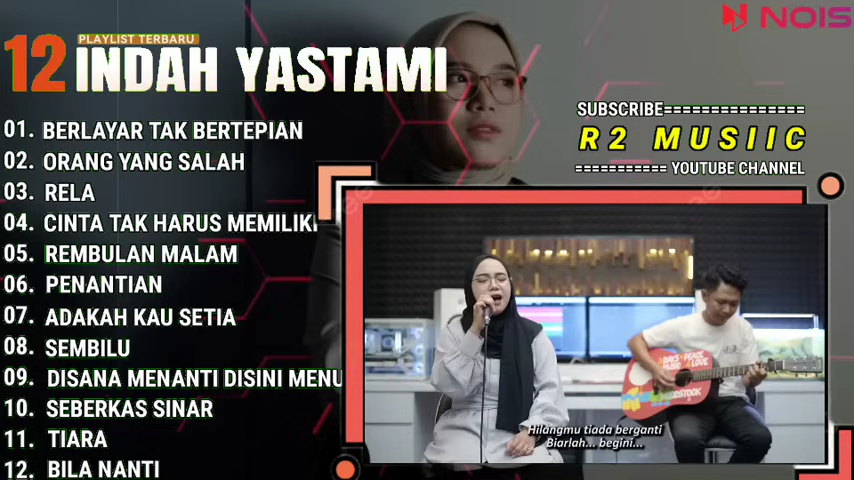 NOIS
PLAYLIST TERBARU
12 INDAH YASTAMI
SUBSCRIBE===============
R2 MUSIIC
=========== YOUTUBE CHANNEL
01. BERLAYAR TAK BERTEPIAN
02. ORANG YANG SALAH
03. RELA
04. CINTA TAK HARUS MEMILIKI
05. REMBULAN MALAM
06. PENANTIAN
07. ADAKAH KAU SETIA
08. SEMBILU
09. DISANA MENANTI DISINI MENU
10. SEBERKAS SINAR
11. TIARA
12. BILA NANTI
PEACE
LOVE
Hilangmu tiada berganti
Biarlah... begini...